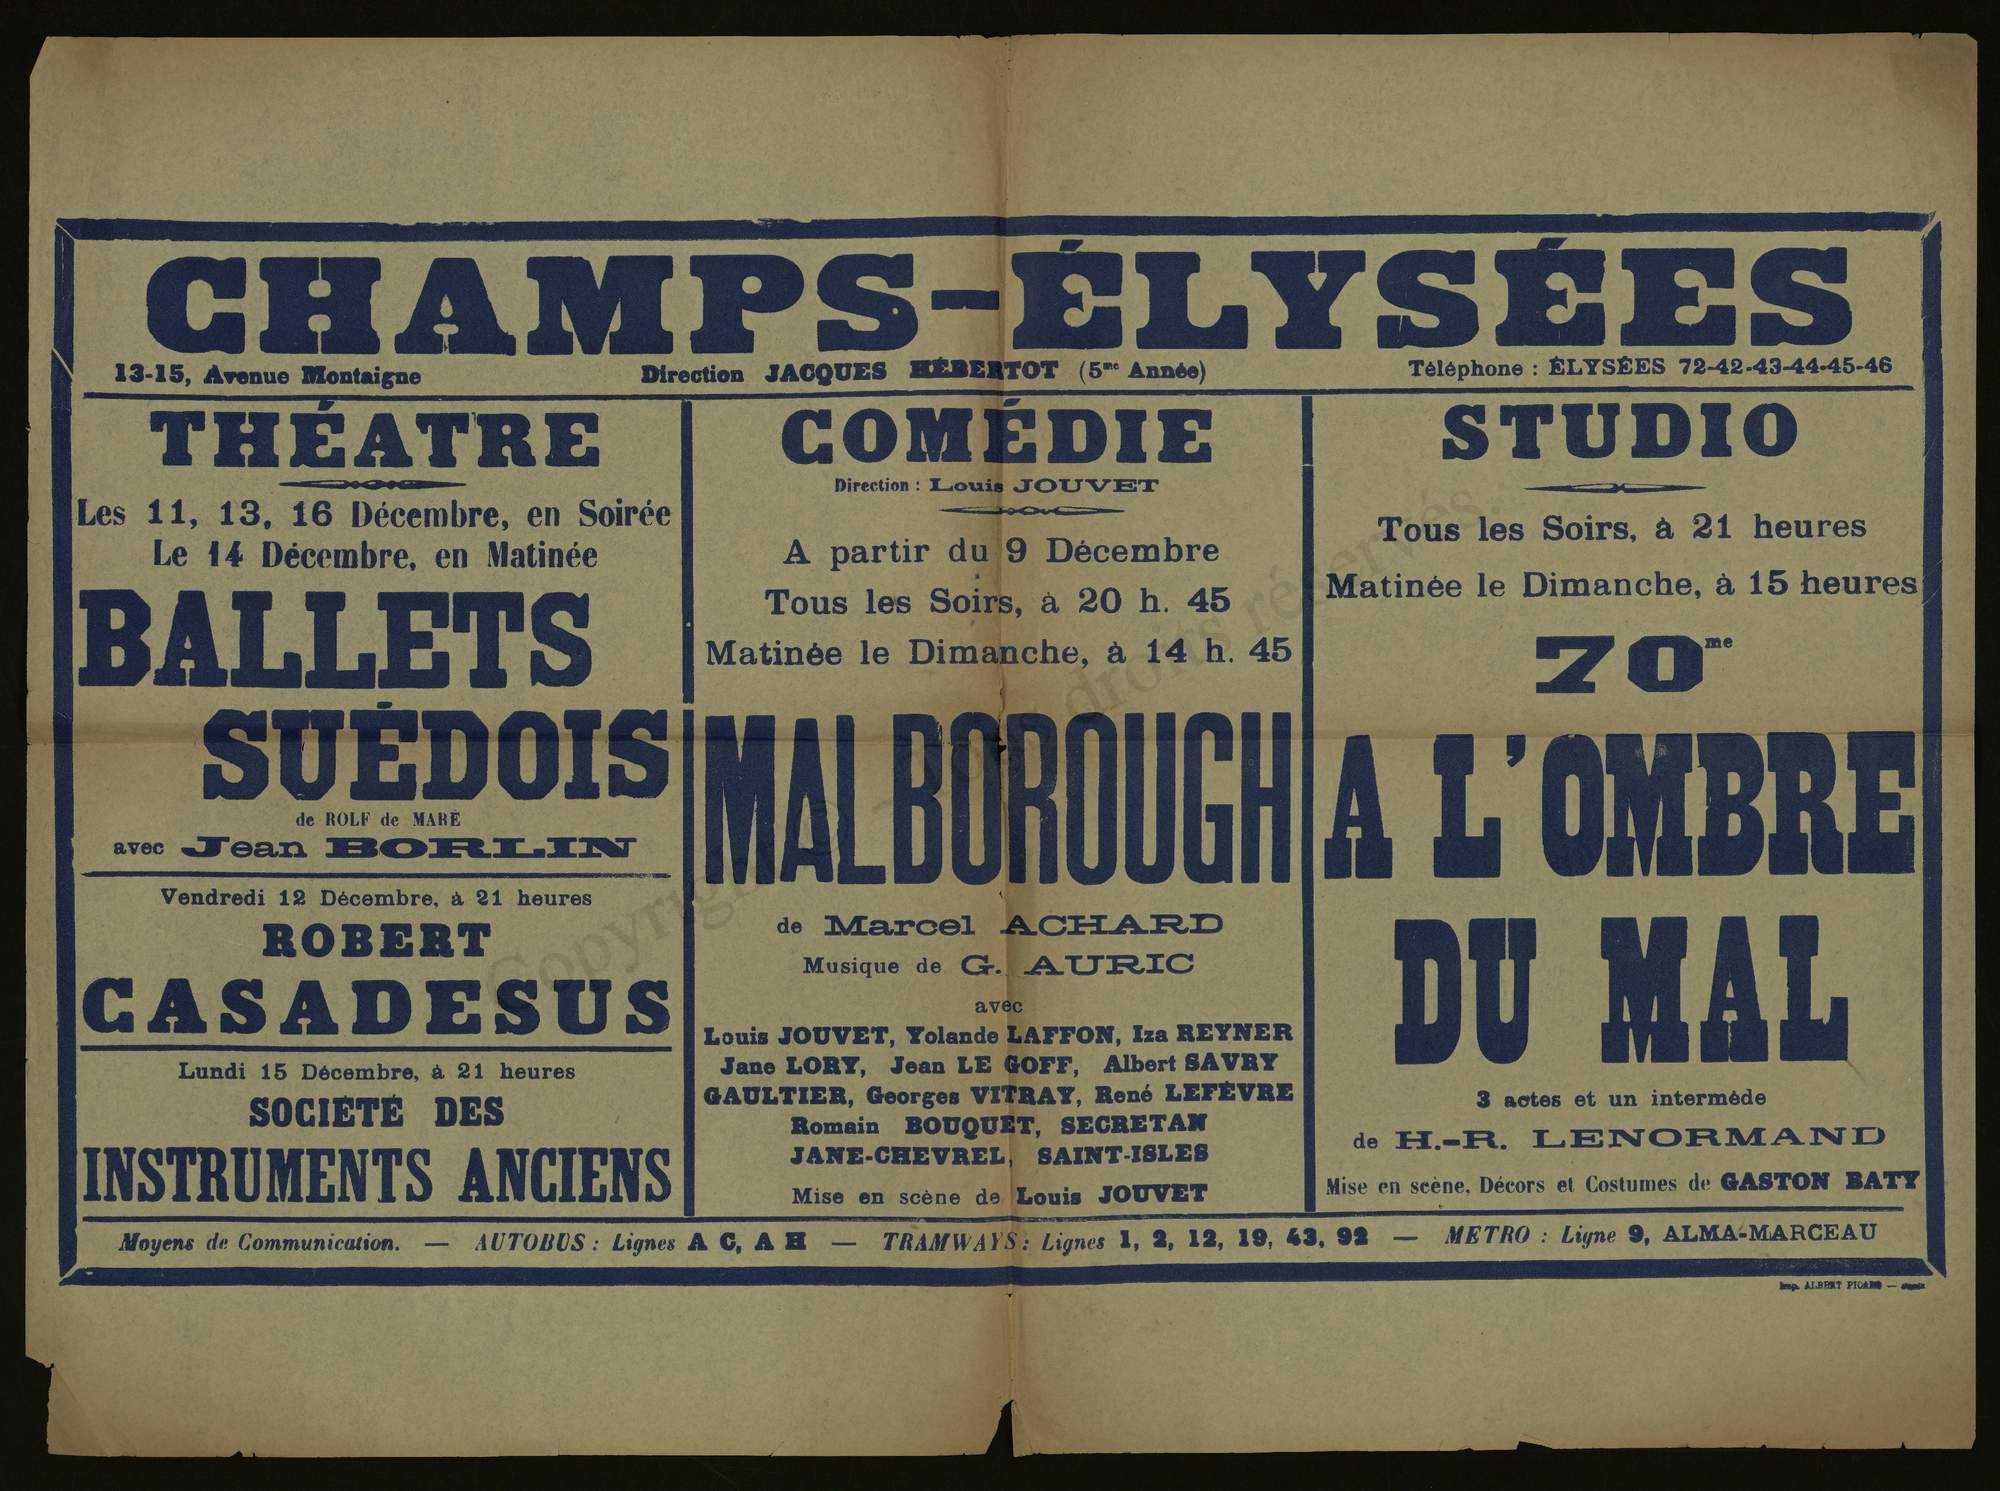 CHAMPS-ÉLYSÉES
13-15, Avenue Montaigne Direction JACQUES HÉBERTOT (5me Année) Téléphone : ÉLYSÉES 72-42-43-44-45-46
THÉATRE
Les 11, 13, 16 Décembre, en Soirée
Le 14 Décembre, en Matinée
BALLETS
SUÉDOIS
de ROLF de MARÉ
avec Jean BORLIN
Vendredi 12 Décembre, à 21 heures
ROBERT
CASADESUS
Lundi 15 Décembre, à 21 heures
SOCIÉTÉ DES
INSTRUMENTS ANCIENS
COMÉDIE
Direction : Louis JOUVET
A partir du 9 Décembre
Tous les Soirs, à 20 h. 45
Matinée le Dimanche, à 14 h. 45
MALBOROUGH
de Marcel ACHARD
Musique de G. AURIC
avec
Louis JOUVET, Yolande LAFFON, Iza REYNER
Jane LORY, Jean LE GOFF, Albert SAVRY
GAULTIER, Georges VITRAY, René LEFÈVRE
Romain BOUQUET, SECRETAN
JANE-CHEVREL, SAINT-ISLES
Mise en scène de Louis JOUVET
STUDIO
Tous les Soirs, à 21 heures
Matinée le Dimanche, à 15 heures
70me
A L'OMBRE
DU MAL
3 actes et un intermède
de H.-R. LENORMAND
Mise en scène, Décors et Costumes de GASTON BATY
Moyens de Communication. — AUTOBUS : Lignes A C, A H — TRAMWAYS : Lignes 1, 2, 12, 19, 43, 92 — METRO : Ligne 9, ALMA-MARCEAU
Imp. ALBERT PICARD —
Copyright © - Tous droits réservés.